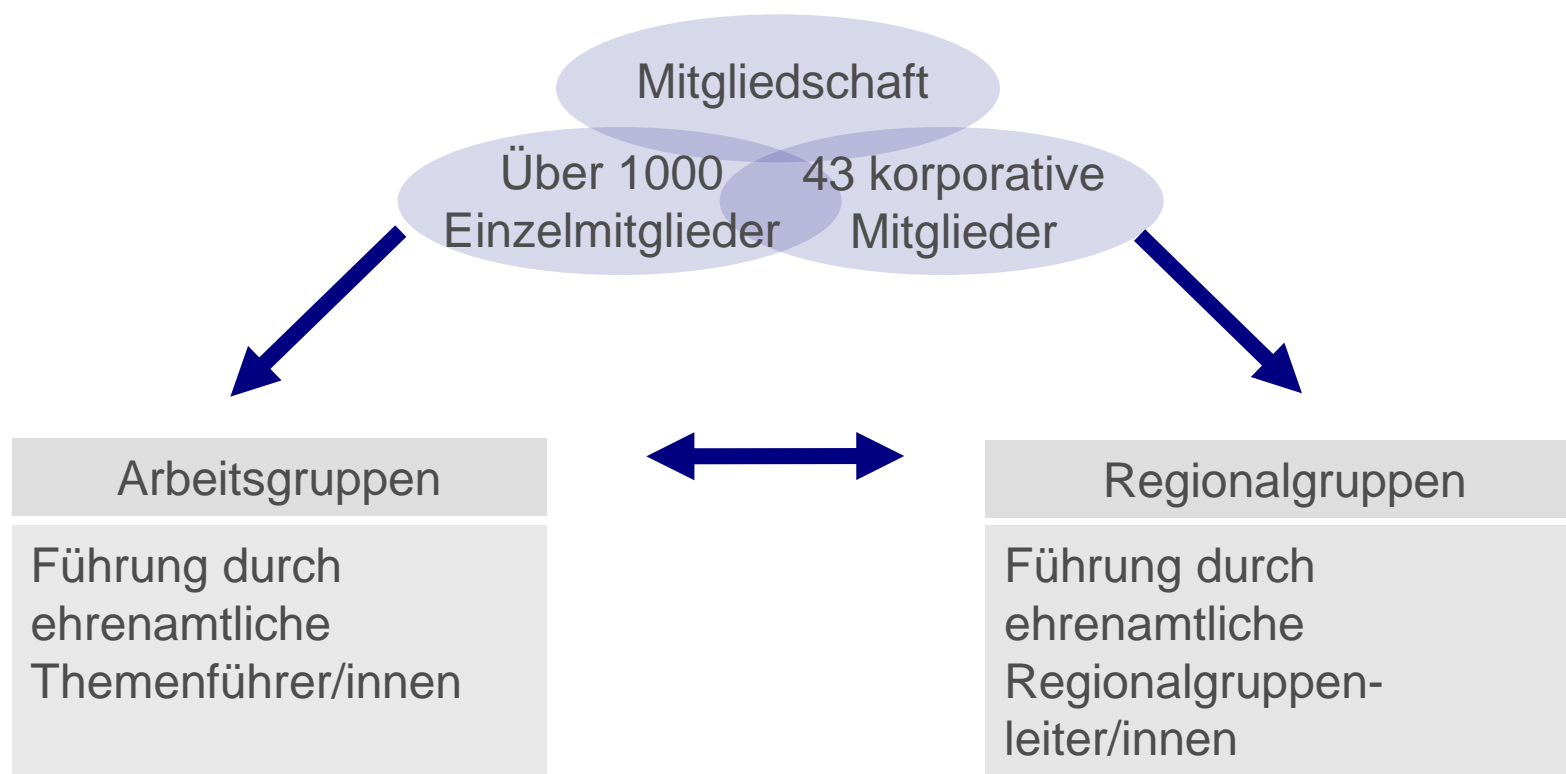 Mitgliedschaft
Über 1000
Einzelmitglieder
43 korporative
Mitglieder
Arbeitsgruppen
Führung durch
ehrenamtliche
Themenführer/innen
Regionalgruppen
Führung durch
ehrenamtliche
Regionalgruppen-
leiter/innen